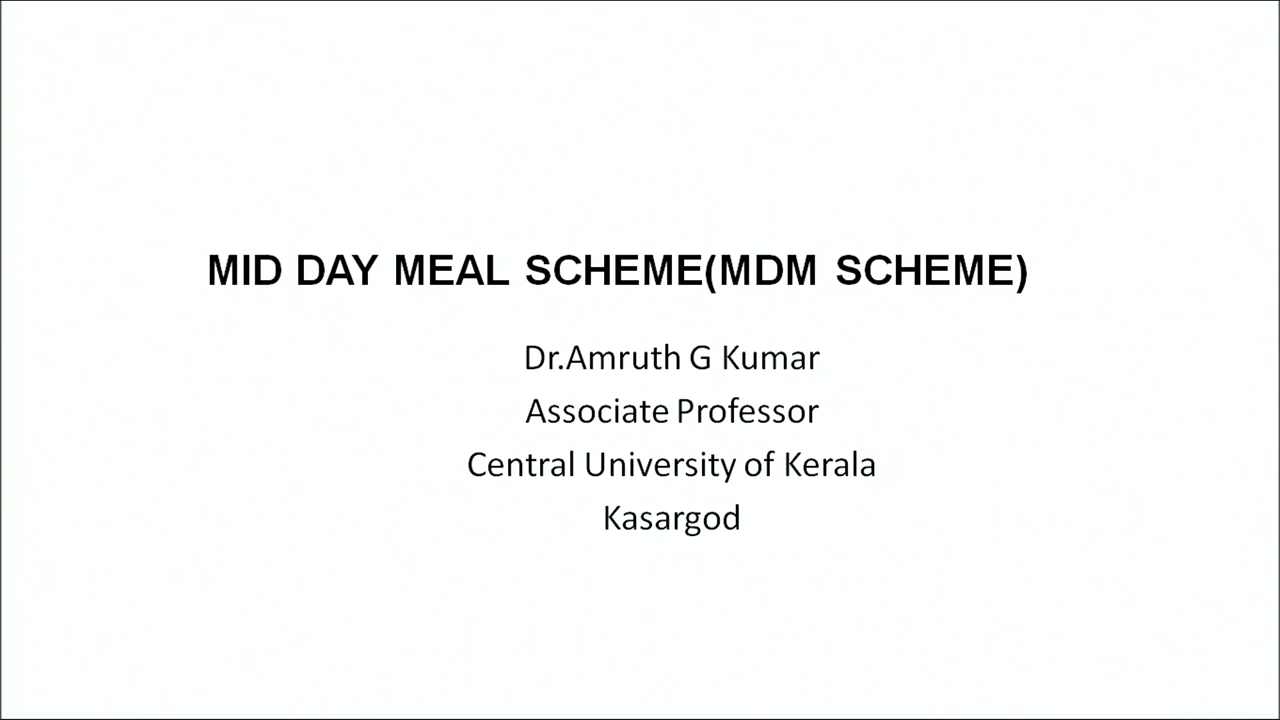 MID DAY MEAL SCHEME(MDM SCHEME)
Dr.Amruth G Kumar
Associate Professor
Central University of Kerala
Kasargod